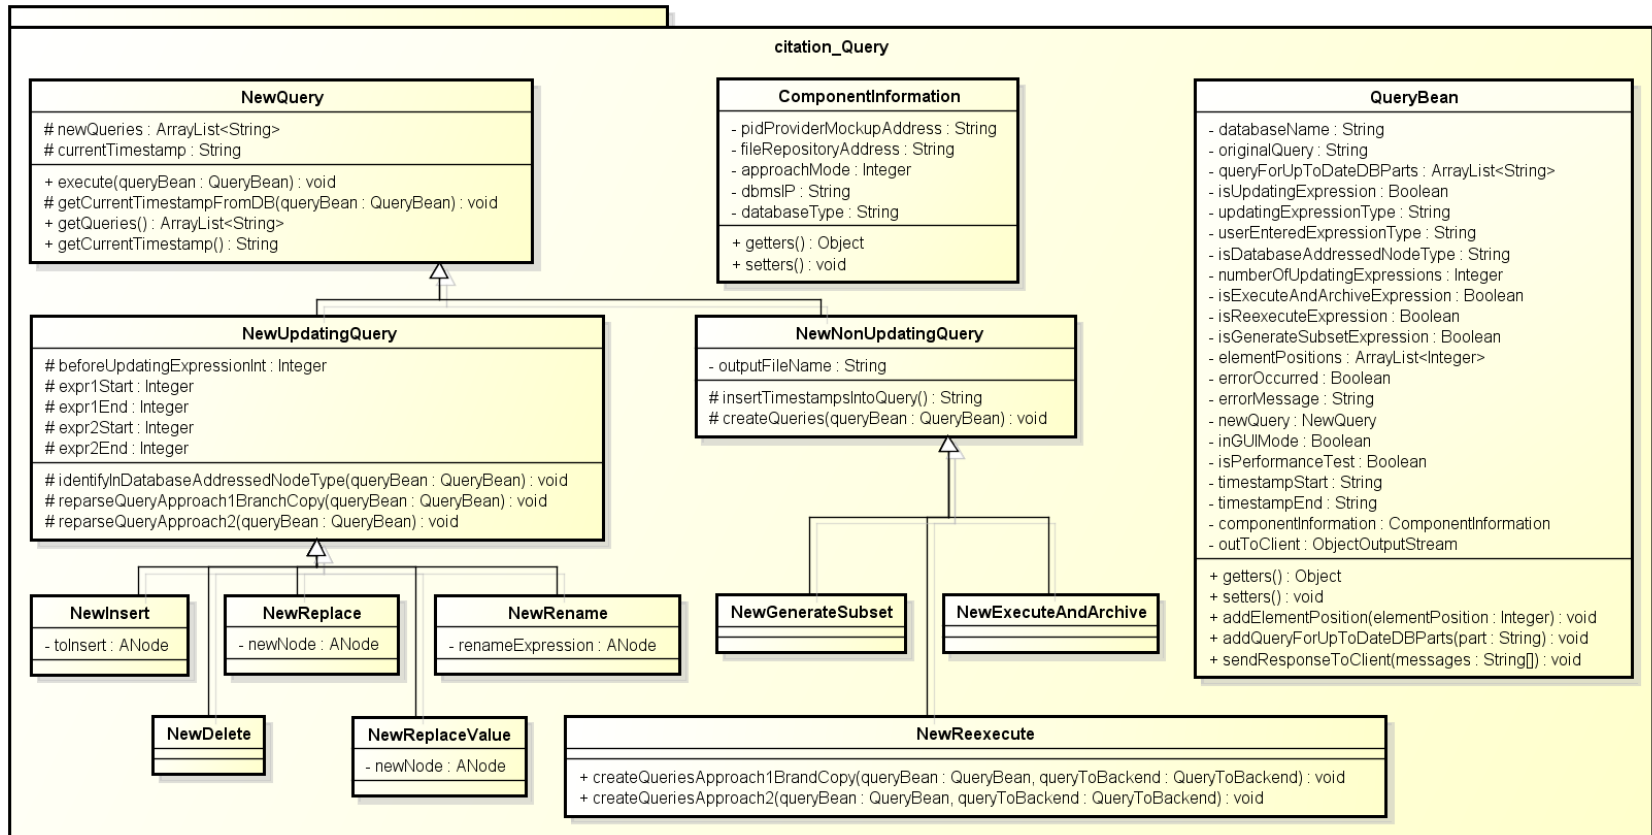 citation_Query
NewQuery
# newQueries : ArrayList<String>
# currentTimestamp : String
+ execute(queryBean : QueryBean) : void
# getCurrentTimestampFromDB(queryBean : QueryBean) : void
+ getQueries() : ArrayList<String>
+ getCurrentTimestamp() : String
ComponentInformation
- pidProviderMockupAddress : String
- fileRepositoryAddress : String
- approachMode : Integer
- dbmsIP : String
- databaseType : String
+ getters() : Object
+ setters() : void
QueryBean
- databaseName : String
- originalQuery : String
- queryForUpToDateDBParts : ArrayList<String>
- isUpdatingExpression : Boolean
- updatingExpressionType : String
- userEnteredExpressionType : String
- isDatabaseAddressedNodeType : String
- numberOfUpdatingExpressions : Integer
- isExecuteAndArchiveExpression : Boolean
- isReexecuteExpression : Boolean
- isGenerateSubsetExpression : Boolean
- elementPositions : ArrayList<Integer>
- errorOccurred : Boolean
- errorMessage : String
- newQuery : NewQuery
- inGUIMode : Boolean
- isPerformanceTest : Boolean
- timestampStart : String
- timestampEnd : String
- componentInformation : ComponentInformation
- outToClient : ObjectOutputStream
+ getters() : Object
+ setters() : void
+ addElementPosition(elementPosition : Integer) : void
+ addQueryForUpToDateDBParts(part : String) : void
+ sendResponseToClient(messages : String[]) : void
NewUpdatingQuery
# beforeUpdatingExpressionInt : Integer
# expr1Start : Integer
# expr1End : Integer
# expr2Start : Integer
# expr2End : Integer
# identifyInDatabaseAddressedNodeType(queryBean : QueryBean) : void
# reparseQueryApproach1BranchCopy(queryBean : QueryBean) : void
# reparseQueryApproach2(queryBean : QueryBean) : void
NewNonUpdatingQuery
- outputFileName : String
# insertTimestampsIntoQuery() : String
# createQueries(queryBean : QueryBean) : void
NewInsert
- toInsert : ANode
NewReplace
- newNode : ANode
NewRename
- renameExpression : ANode
NewGenerateSubset
NewExecuteAndArchive
NewDelete
NewReplaceValue
- newNode : ANode
NewReexecute
+ createQueriesApproach1BrandCopy(queryBean : QueryBean, queryToBackend : QueryToBackend) : void
+ createQueriesApproach2(queryBean : QueryBean, queryToBackend : QueryToBackend) : void